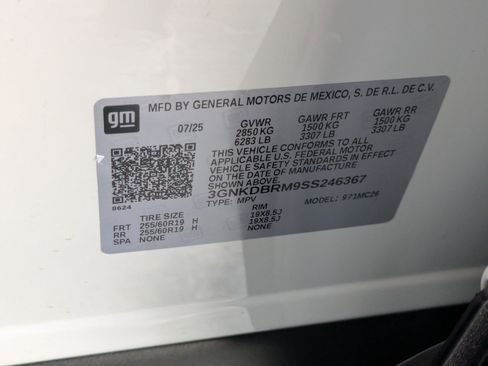 gm
MFD BY GENERAL MOTORS DE MEXICO, S. DE R.L. DE C.V.
07/25 GVWR GAWR FRT GAWR RR
2850 KG 1500 KG 1500 KG
6283 LB 3307 LB 3307 LB
THIS VEHICLE CONFORMS TO ALL
APPLICABLE U.S. FEDERAL MOTOR
VEHICLE SAFETY STANDARDS IN EFFECT
ON THE DATE OF MANUFACTURE
SHOWN ABOVE
3GNKDBRM9SS246367
TYPE: MPV MODEL: 971MC26
8624
TIRE SIZE RIM
FRT 255/60R19 H 19X8.5J
RR 255/60R19 H 19X8.5J
SPA NONE NONE